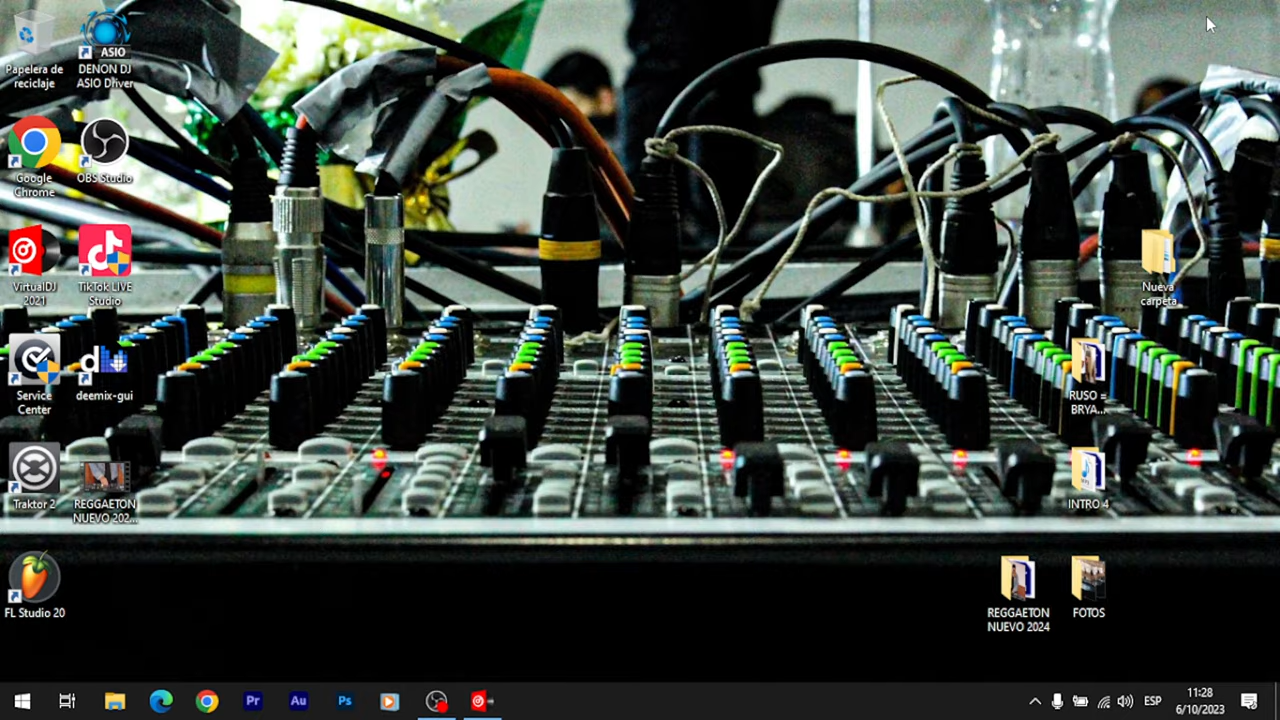 Papelera de
reciclaje
ASIO
DENON DJ
ASIO Driver
Google
Chrome
OBS Studio
VirtualDJ
2021
TikTok LIVE
Studio
Service
Center
deemix-gui
Traktor 2
REGGAETON
NUEVO 202...
FL Studio 20
Nueva
carpeta
RUSO =
BRYA...
INTRO 4
REGGAETON
NUEVO 2024
FOTOS
Pr
Au
Ps
ESP
11:28
6/10/2023